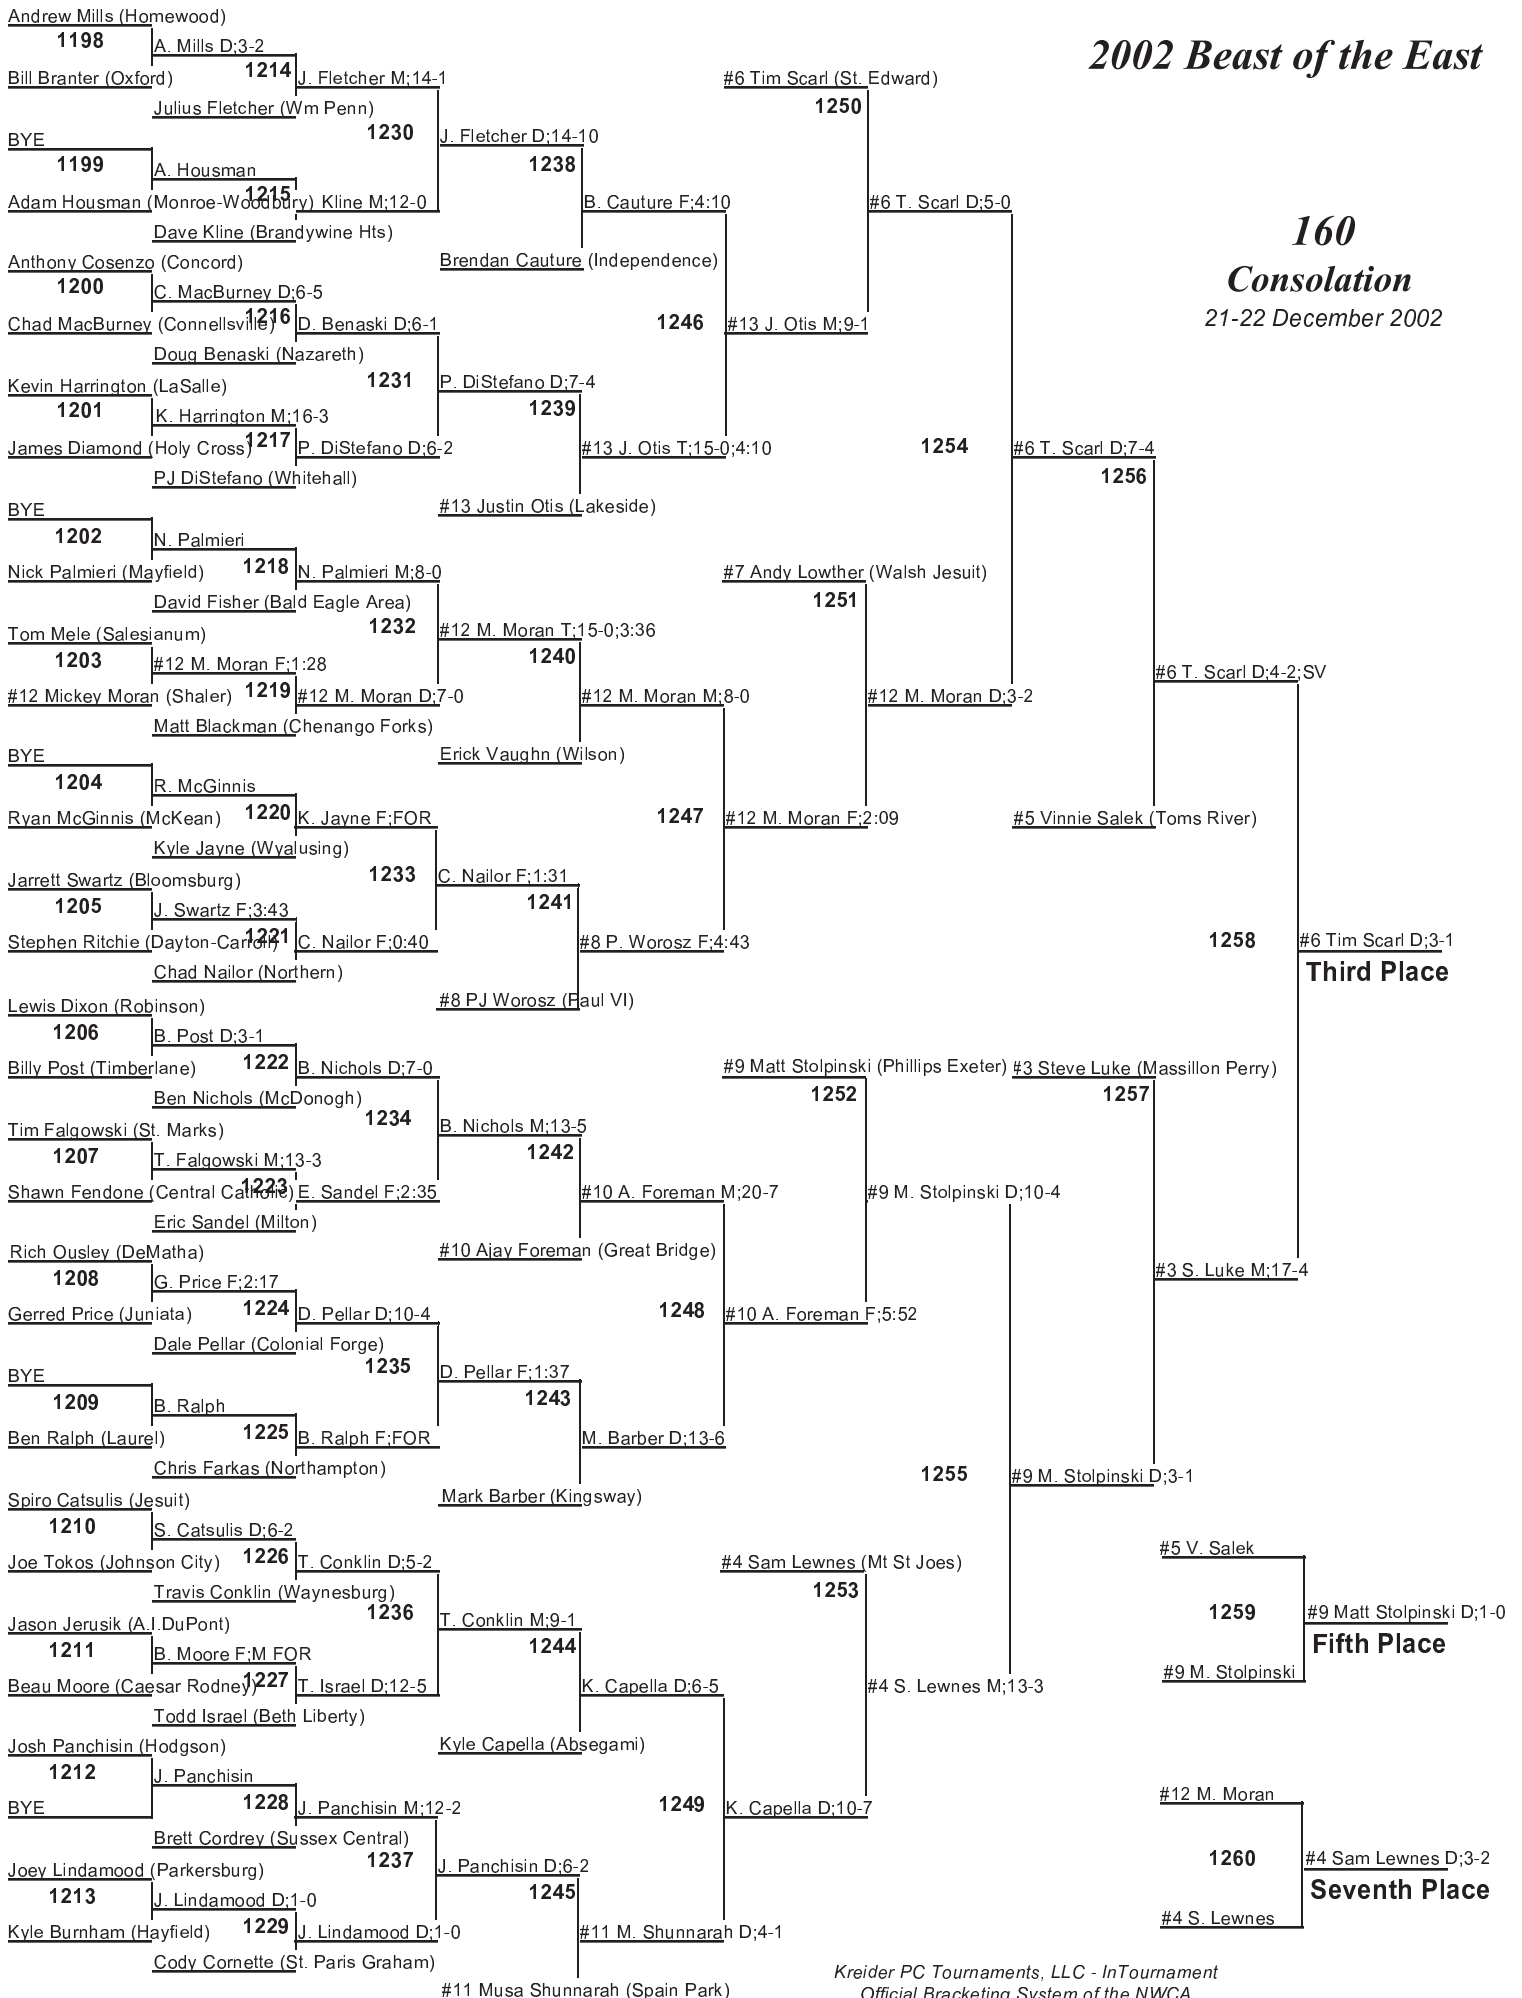 2002 Beast of the East
160
Consolation
21-22 December 2002
Andrew Mills (Homewood)
1198
Bill Branter (Oxford)
BYE
1199
Adam Housman (Monroe-Woodbury)
Anthony Cosenzo (Concord)
1200
Chad MacBurney (Connellsville)
Kevin Harrington (LaSalle)
1201
James Diamond (Holy Cross)
BYE
1202
Nick Palmieri (Mayfield)
Tom Mele (Salesianum)
1203
#12 Mickey Moran (Shaler)
BYE
1204
Ryan McGinnis (McKean)
Jarrett Swartz (Bloomsburg)
1205
Stephen Ritchie (Dayton-Carroll)
Lewis Dixon (Robinson)
1206
Billy Post (Timberlane)
Tim Falgowski (St. Marks)
1207
Shawn Fendone (Central Catholic)
Rich Ousley (DeMatha)
1208
Gerred Price (Juniata)
BYE
1209
Ben Ralph (Laurel)
Spiro Catsulis (Jesuit)
1210
Joe Tokos (Johnson City)
Jason Jerusik (A.I.DuPont)
1211
Beau Moore (Caesar Rodney)
Josh Panchisin (Hodgson)
1212
BYE
Joey Lindamood (Parkersburg)
1213
Kyle Burnham (Hayfield)
A. Mills D;3-2
1214
Julius Fletcher (Wm Penn)
A. Housman
1215
Dave Kline (Brandywine Hts)
C. MacBurney D;6-5
1216
Doug Benaski (Nazareth)
K. Harrington M;16-3
1217
PJ DiStefano (Whitehall)
N. Palmieri
1218
David Fisher (Bald Eagle Area)
#12 M. Moran F;1:28
1219
Matt Blackman (Chenango Forks)
R. McGinnis
1220
Kyle Jayne (Wyalusing)
J. Swartz F;3:43
1221
Chad Nailor (Northern)
B. Post D;3-1
1222
Ben Nichols (McDonogh)
T. Falgowski M;13-3
1223
Eric Sandel (Milton)
G. Price F;2:17
1224
Dale Pellar (Colonial Forge)
B. Ralph
1225
Chris Farkas (Northampton)
S. Catsulis D;6-2
1226
Travis Conklin (Waynesburg)
B. Moore F;M FOR
1227
Todd Israel (Beth Liberty)
J. Panchisin
1228
Brett Cordrey (Sussex Central)
J. Lindamood D;1-0
1229
Cody Cornette (St. Paris Graham)
J. Fletcher M;14-1
1230
Kline M;12-0
D. Benaski D;6-1
1231
P. DiStefano D;6-2
N. Palmieri M;8-0
1232
#12 M. Moran D;7-0
K. Jayne F;FOR
1233
C. Nailor F;0:40
B. Nichols D;7-0
1234
E. Sandel F;2:35
D. Pellar D;10-4
1235
B. Ralph F;FOR
T. Conklin D;5-2
1236
T. Israel D;12-5
J. Panchisin M;12-2
1237
J. Lindamood D;1-0
J. Fletcher D;14-10
1238
Brendan Cauture (Independence)
P. DiStefano D;7-4
1239
#13 Justin Otis (Lakeside)
#12 M. Moran T;15-0;3:36
1240
Erick Vaughn (Wilson)
C. Nailor F;1:31
1241
#8 PJ Worosz (Paul VI)
B. Nichols M;13-5
1242
#10 Ajay Foreman (Great Bridge)
D. Pellar F;1:37
1243
Mark Barber (Kingsway)
T. Conklin M;9-1
1244
Kyle Capella (Absegami)
J. Panchisin D;6-2
1245
#11 Musa Shunnarah (Spain Park)
B. Cauture F;4:10
1246
#13 J. Otis T;15-0;4:10
#12 M. Moran M;8-0
1247
#8 P. Worosz F;4:43
#10 A. Foreman M;20-7
1248
M. Barber D;13-6
K. Capella D;6-5
1249
#11 M. Shunnarah D;4-1
#6 Tim Scarl (St. Edward)
1250
#13 J. Otis M;9-1
#7 Andy Lowther (Walsh Jesuit)
1251
#12 M. Moran F;2:09
#9 Matt Stolpinski (Phillips Exeter)
1252
#10 A. Foreman F;5:52
#4 Sam Lewnes (Mt St Joes)
1253
K. Capella D;10-7
#6 T. Scarl D;5-0
1254
#12 M. Moran D;3-2
#9 M. Stolpinski D;10-4
1255
#4 S. Lewnes M;13-3
#6 T. Scarl D;7-4
1256
#5 Vinnie Salek (Toms River)
#3 Steve Luke (Massillon Perry)
1257
#9 M. Stolpinski D;3-1
#6 T. Scarl D;4-2;SV
1258
#3 S. Luke M;17-4
#6 Tim Scarl D;3-1
Third Place
#5 V. Salek
1259
#9 M. Stolpinski
#9 Matt Stolpinski D;1-0
Fifth Place
#12 M. Moran
1260
#4 S. Lewnes
#4 Sam Lewnes D;3-2
Seventh Place
Kreider PC Tournaments, LLC - InTournament
Official Bracketing System of the NWCA